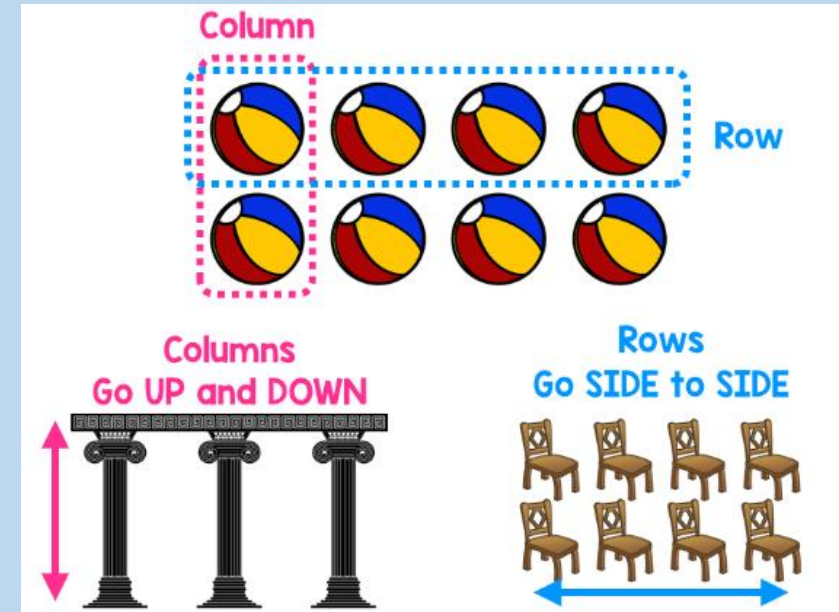 Column
Row
Columns
Go UP and DOWN
Rows
Go SIDE to SIDE